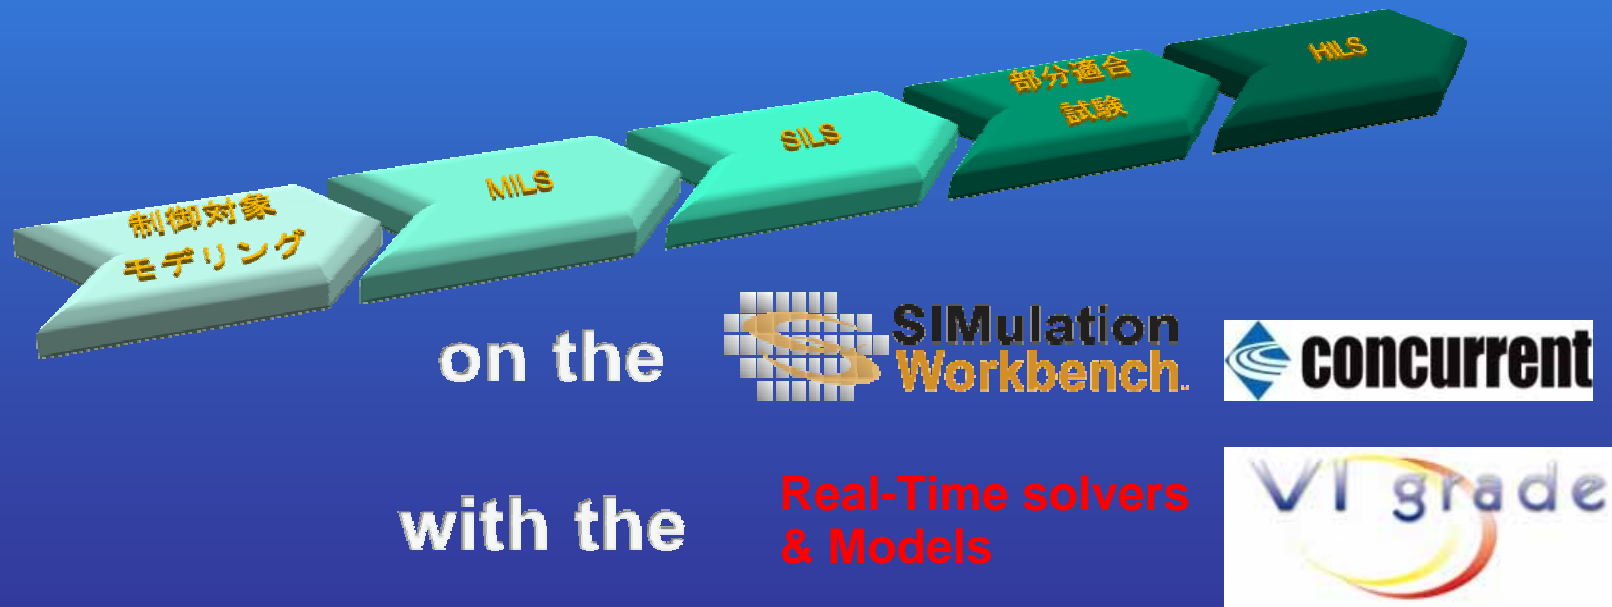 制御対象
モデリング
MILS
SILS
部分適合
試験
HILS
on the
SIMulation
Workbench
concurrent
with the
Real-Time solvers
& Models
VI grade